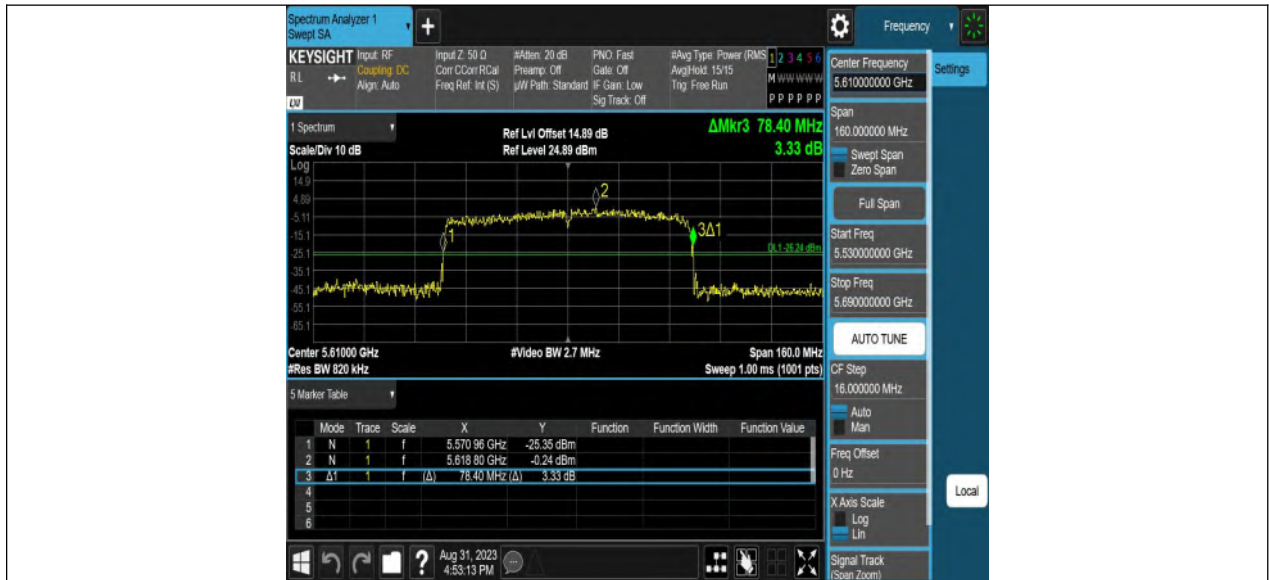 Spectrum Analyzer 1
Swept SA
+
Frequency
KEYSIGHT Input: RF
RL
Coupling: DC
Align: Auto
LXI
Input Z: 50 Ω
Corr CCorr RCal
Freq Ref: Int (S)
#Atten: 20 dB
Preamp: Off
µW Path: Standard
PNO: Fast
Gate: Off
IF Gain: Low
Sig Track: Off
#Avg Type: Power (RMS
Avg|Hold: 15/15
Trig: Free Run
1 2 3 4 5 6
M W W W W W
P P P P P P
Center Frequency
5.610000000 GHz
Settings
1 Spectrum
Scale/Div 10 dB
Ref Lvl Offset 14.89 dB
Ref Level 24.89 dBm
ΔMkr3 78.40 MHz
3.33 dB
Span
160.000000 MHz
Swept Span
Zero Span
Full Span
Start Freq
5.530000000 GHz
Stop Freq
5.690000000 GHz
AUTO TUNE
CF Step
16.000000 MHz
Auto
Man
Freq Offset
0 Hz
X Axis Scale
Log
Lin
Signal Track
(Span Zoom)
Local
Log
14.9
4.89
-5.11
-15.1
-25.1
-35.1
-45.1
-55.1
-65.1
1
2
3Δ1
DL1 -26.24 dBm
Center 5.61000 GHz
#Res BW 820 kHz
#Video BW 2.7 MHz
Span 160.0 MHz
Sweep 1.00 ms (1001 pts)
5 Marker Table
Mode Trace Scale X Y Function Function Width Function Value
1 N 1 f 5.570 96 GHz -25.35 dBm
2 N 1 f 5.618 80 GHz -0.24 dBm
3 Δ1 1 f (Δ) 78.40 MHz (Δ) 3.33 dB
4
5
6
?
Aug 31, 2023
4:53:13 PM